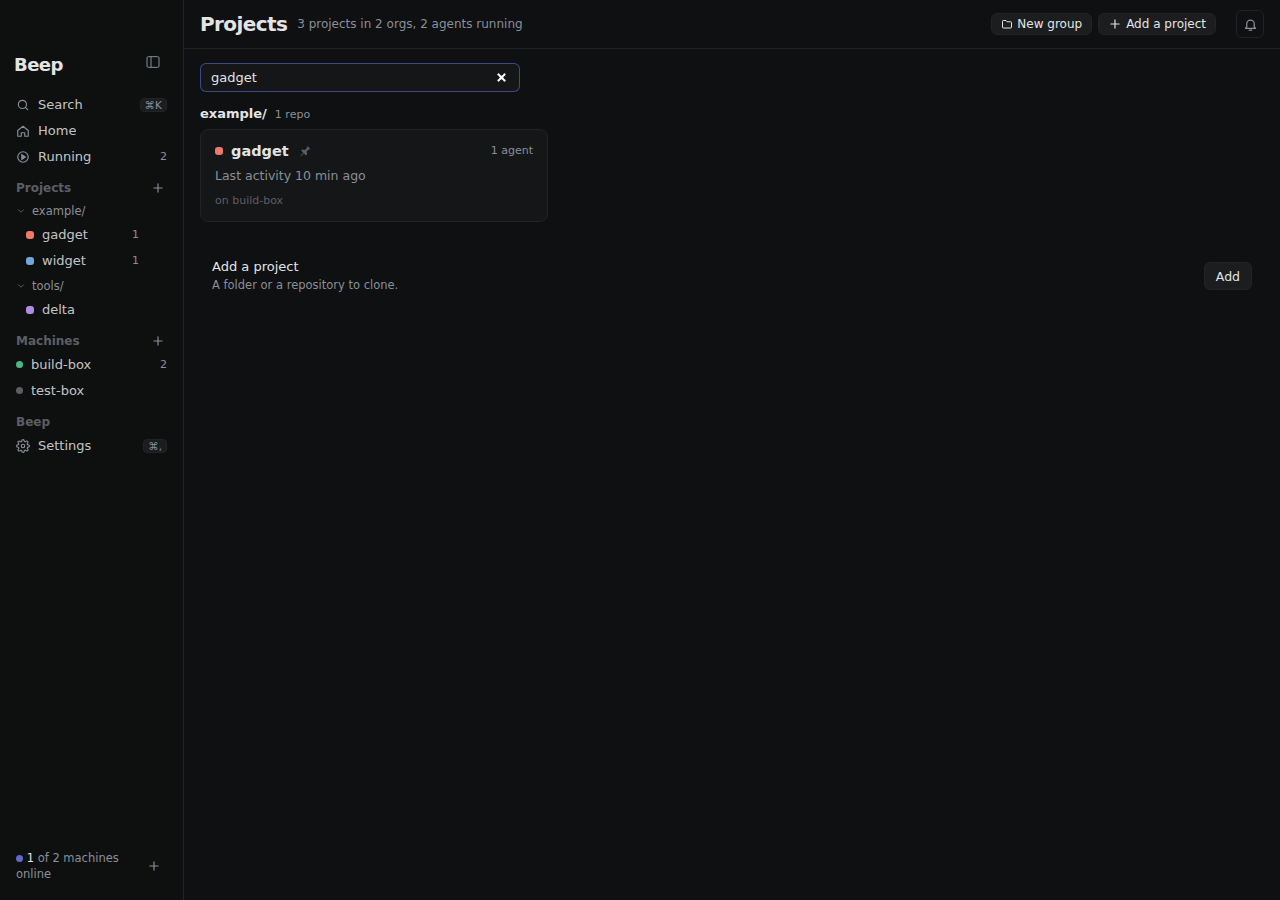 Beep
Search ⌘K
Home
Running 2
Projects
example/
gadget 1
widget 1
tools/
delta
Machines
build-box 2
test-box
Beep
Settings ⌘,
1 of 2 machines
online
Projects 3 projects in 2 orgs, 2 agents running
New group
Add a project
gadget
example/ 1 repo
gadget 1 agent
Last activity 10 min ago
on build-box
Add a project
A folder or a repository to clone.
Add